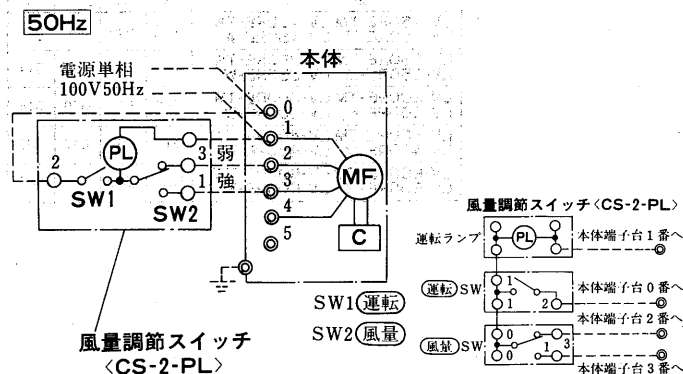 50Hz
本体
電源単相
100V50Hz
0
1
2
3
4
5
MF
C
PL
2
3 弱
1 強
SW1
SW2
SW1 運転
SW2 風量
風量調節スイッチ
〈CS-2-PL〉
風量調節スイッチ〈CS-2-PL〉
運転ランプ PL 本体端子台1番へ
運転 SW 1 1 2 本体端子台0番へ
本体端子台2番へ
風量 SW 0 0 1 3
本体端子台3番へ